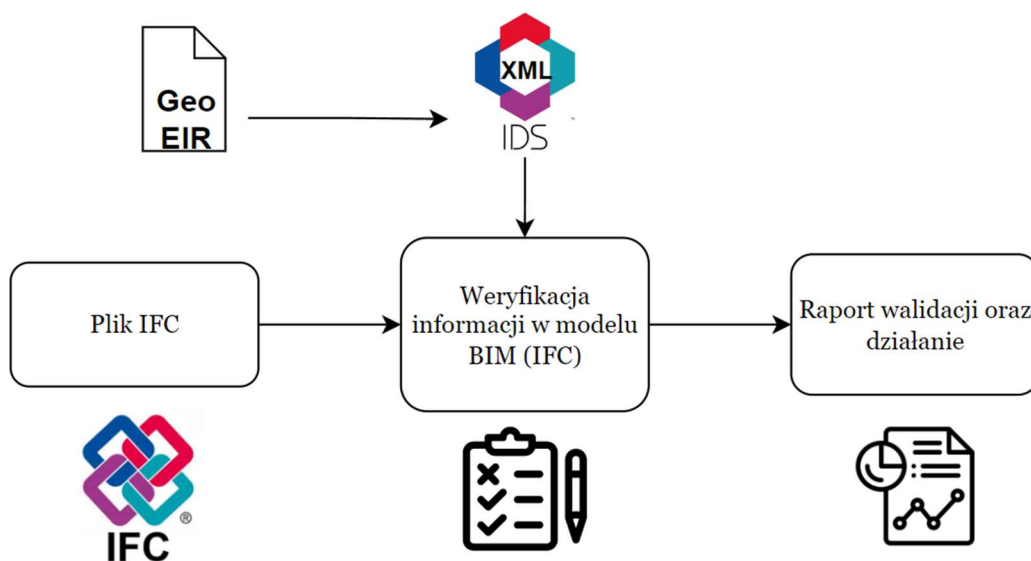 Geo
EIR
XML
IDS
Plik IFC
Weryfikacja
informacji w modelu
BIM (IFC)
Raport walidacji oraz
działanie
®
IFC